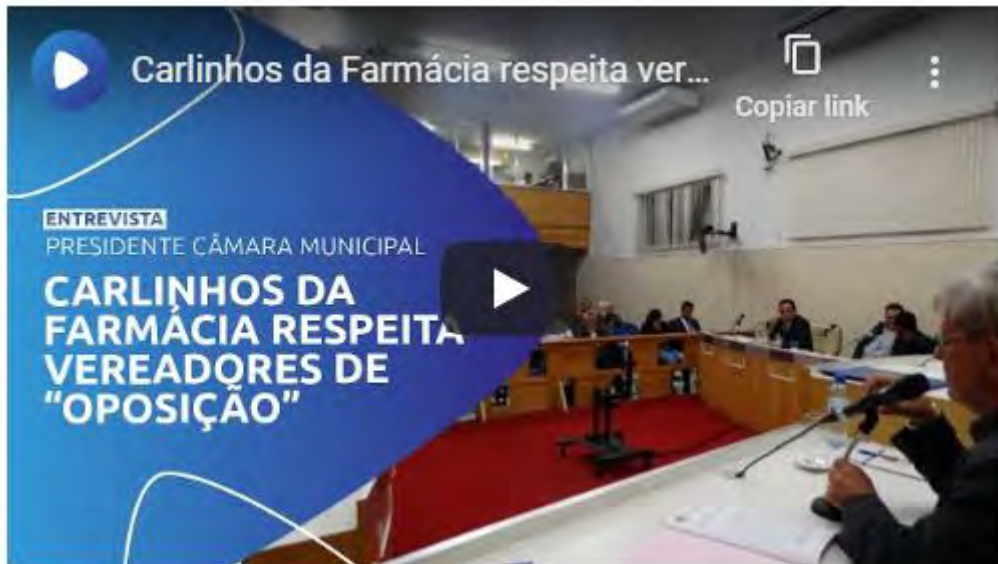 Carlinhos da Farmácia respeita ver...
Copiar link
ENTREVISTA
PRESIDENTE CÂMARA MUNICIPAL
CARLINHOS DA
FARMÁCIA RESPEITA
VEREADORES DE
“OPOSIÇÃO”